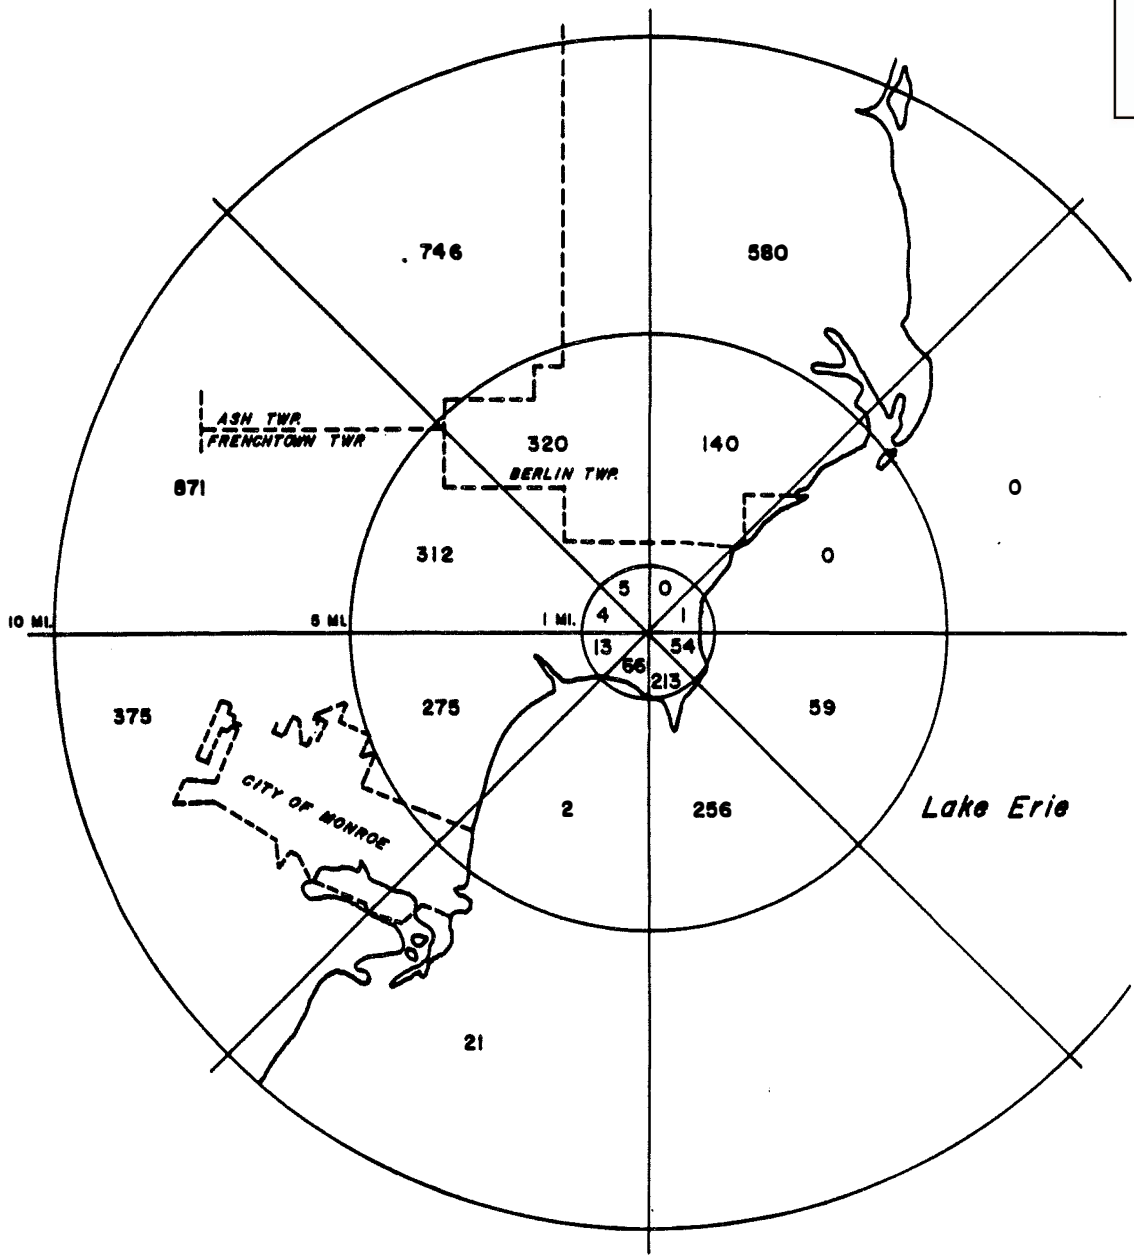 746
580
ASH TWP.
FRENCHTOWN TWP.
320
140
BERLIN TWP.
871
0
312
0
5
0
4
1
10 MI.
5 MI.
1 MI.
13
54
66
213
375
275
59
CITY OF MONROE
2
256
Lake Erie
21